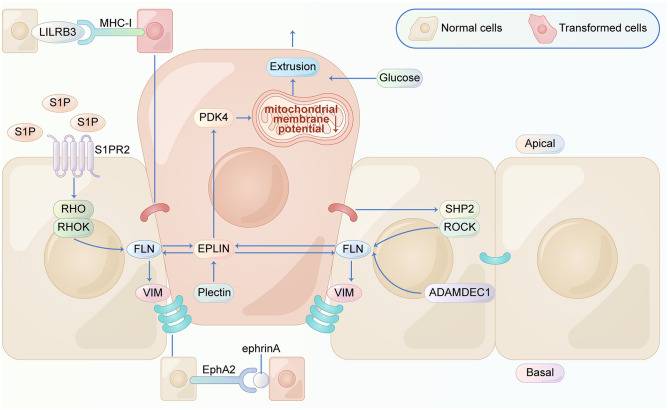 LILRB3
MHC-I
Normal cells
Transformed cells
Extrusion
Glucose
S1P
S1P
S1P
PDK4
mitochondrial
membrane
potential
S1PR2
Apical
RHO
RHOK
SHP2
ROCK
FLN
EPLIN
FLN
VIM
Plectin
VIM
ADAMDEC1
ephrinA
EphA2
Basal